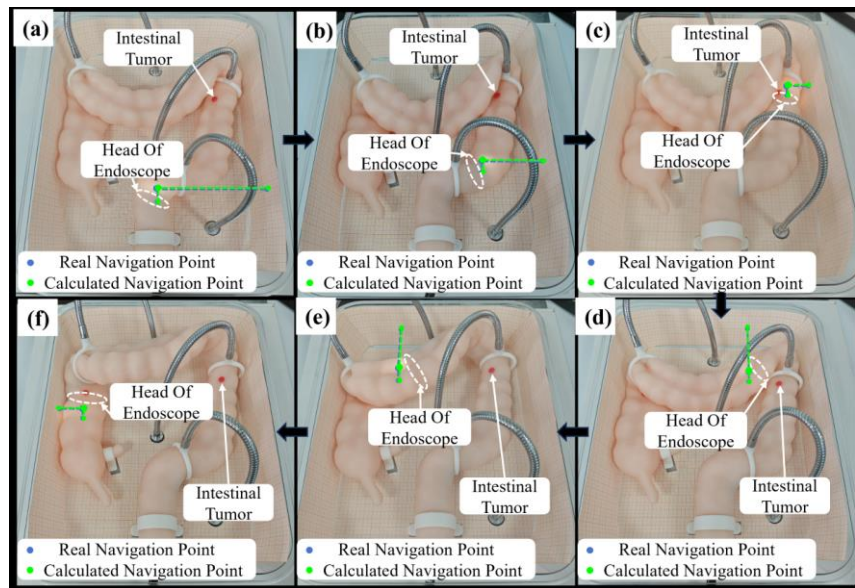 (a)
Intestinal
Tumor
Head Of
Endoscope
Real Navigation Point
Calculated Navigation Point
(b)
Intestinal
Tumor
Head Of
Endoscope
Real Navigation Point
Calculated Navigation Point
(c)
Intestinal
Tumor
Head Of
Endoscope
Real Navigation Point
Calculated Navigation Point
(f)
Head Of
Endoscope
Intestinal
Tumor
Real Navigation Point
Calculated Navigation Point
(e)
Head Of
Endoscope
Intestinal
Tumor
Real Navigation Point
Calculated Navigation Point
(d)
Head Of
Endoscope
Intestinal
Tumor
Real Navigation Point
Calculated Navigation Point